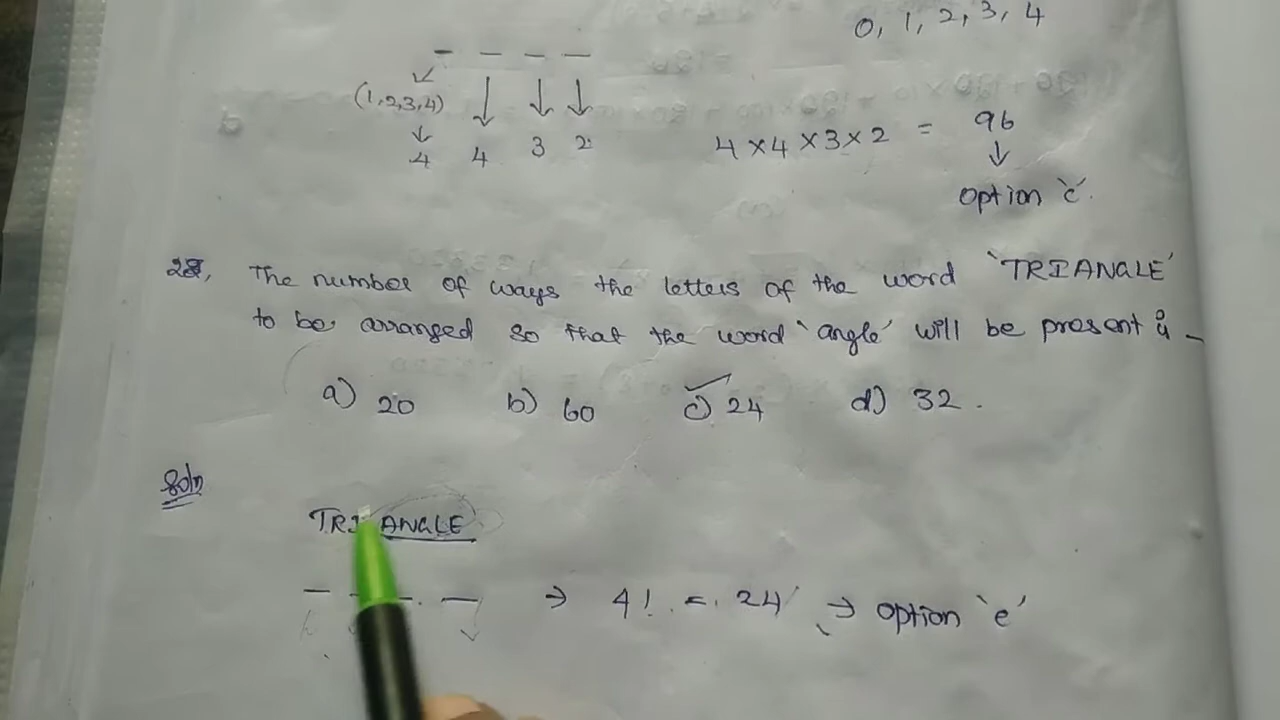 0, 1, 2, 3, 4
(1,2,3,4)
4 4 3 2
4 × 4 × 3 × 2 = 96
option 'c'.
28, The number of ways the letters of the word 'TRIANGLE'
to be arranged so that the word 'angle' will be present is -
a) 20 b) 60 c) 24 d) 32.
Soln
TRIANGLE
→ 4! = 24 → option 'c'